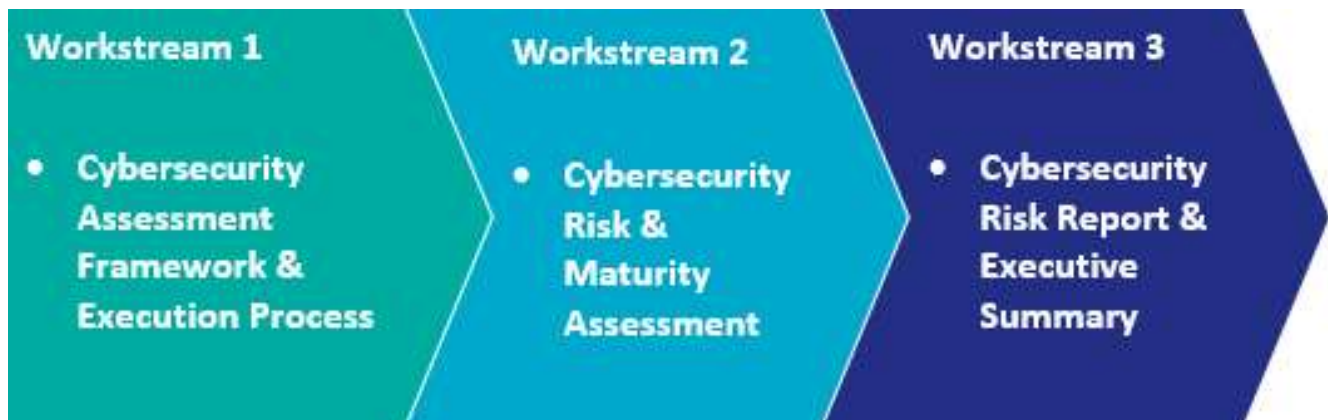 Workstream 1
• Cybersecurity
Assessment
Framework &
Execution Process
Workstream 2
• Cybersecurity
Risk &
Maturity
Assessment
Workstream 3
• Cybersecurity
Risk Report &
Executive
Summary